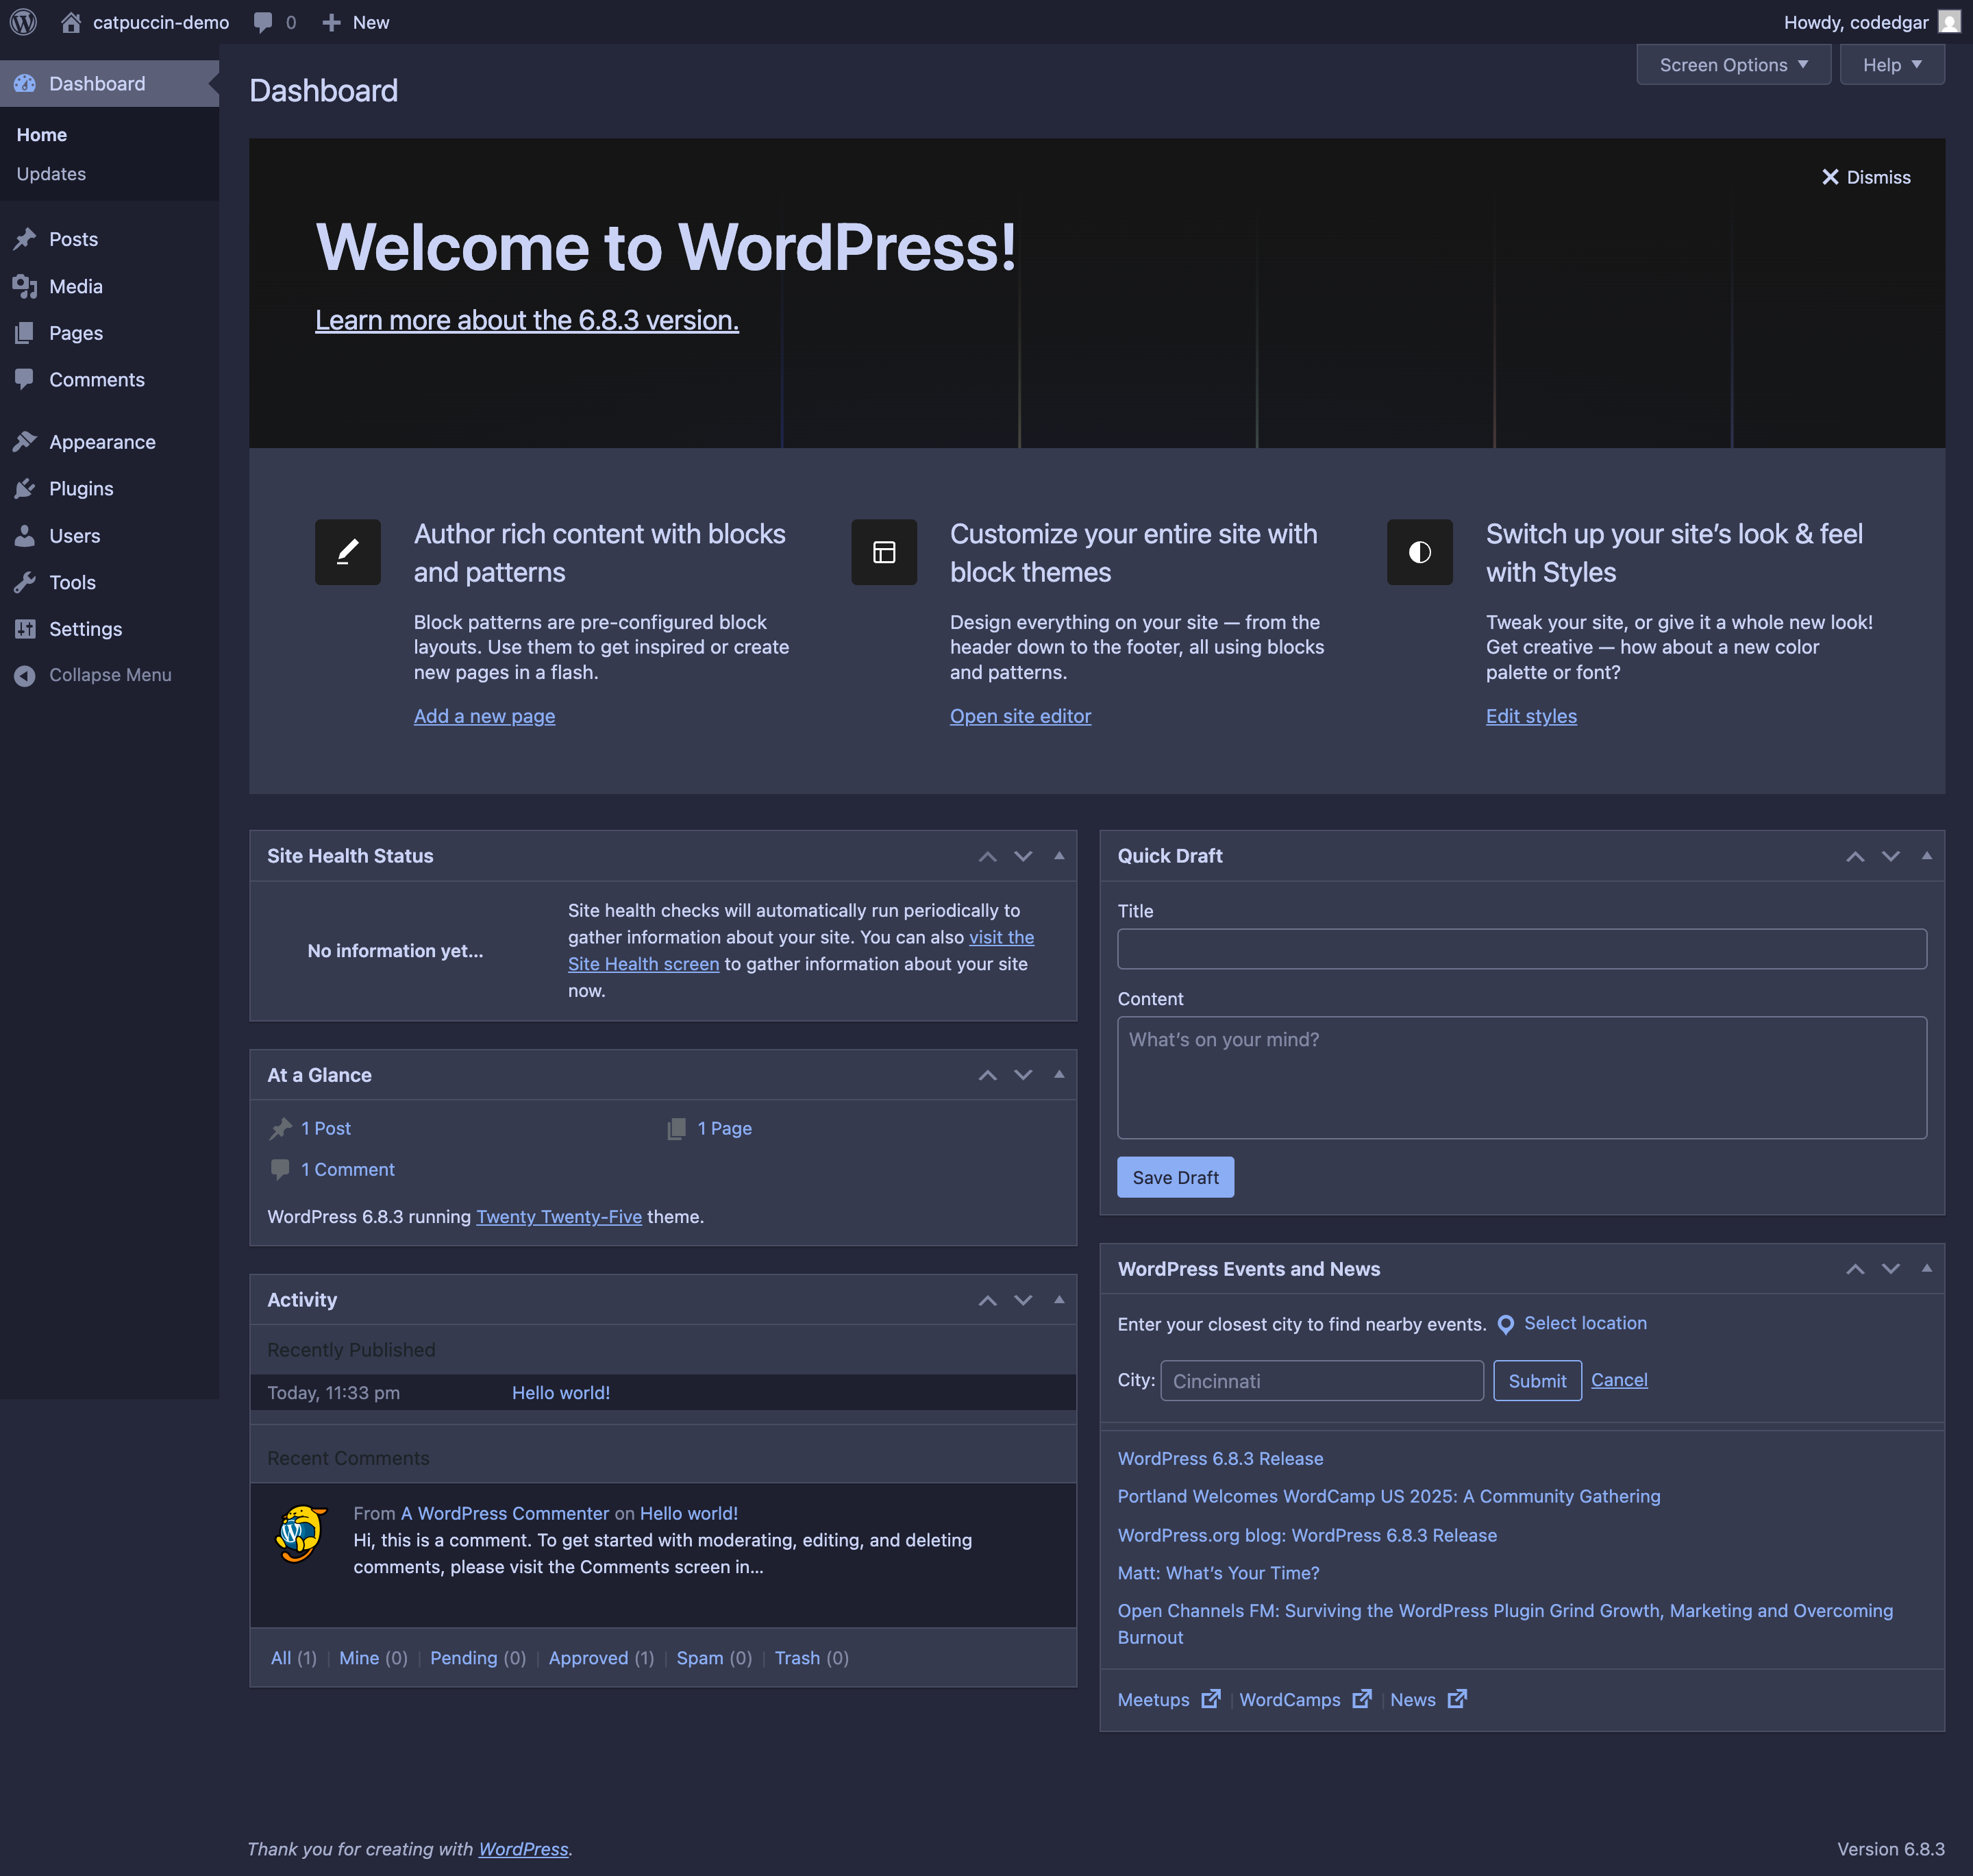 catpuccin-demo 0 New
Howdy, codedgar
Dashboard
Home
Updates
Posts
Media
Pages
Comments
Appearance
Plugins
Users
Tools
Settings
Collapse Menu
Screen Options
Help
Dashboard
Dismiss
Welcome to WordPress!
Learn more about the 6.8.3 version.
Author rich content with blocks
and patterns
Block patterns are pre-configured block
layouts. Use them to get inspired or create
new pages in a flash.
Add a new page
Customize your entire site with
block themes
Design everything on your site — from the
header down to the footer, all using blocks
and patterns.
Open site editor
Switch up your site’s look & feel
with Styles
Tweak your site, or give it a whole new look!
Get creative — how about a new color
palette or font?
Edit styles
Site Health Status
No information yet…
Site health checks will automatically run periodically to
gather information about your site. You can also visit the
Site Health screen to gather information about your site
now.
At a Glance
1 Post
1 Page
1 Comment
WordPress 6.8.3 running Twenty Twenty-Five theme.
Activity
Recently Published
Today, 11:33 pm Hello world!
Recent Comments
From A WordPress Commenter on Hello world!
Hi, this is a comment. To get started with moderating, editing, and deleting
comments, please visit the Comments screen in…
All (1) | Mine (0) | Pending (0) | Approved (1) | Spam (0) | Trash (0)
Quick Draft
Title
Content
What’s on your mind?
Save Draft
WordPress Events and News
Enter your closest city to find nearby events. Select location
City: Cincinnati Submit Cancel
WordPress 6.8.3 Release
Portland Welcomes WordCamp US 2025: A Community Gathering
WordPress.org blog: WordPress 6.8.3 Release
Matt: What’s Your Time?
Open Channels FM: Surviving the WordPress Plugin Grind Growth, Marketing and Overcoming
Burnout
Meetups | WordCamps | News
Thank you for creating with WordPress.
Version 6.8.3